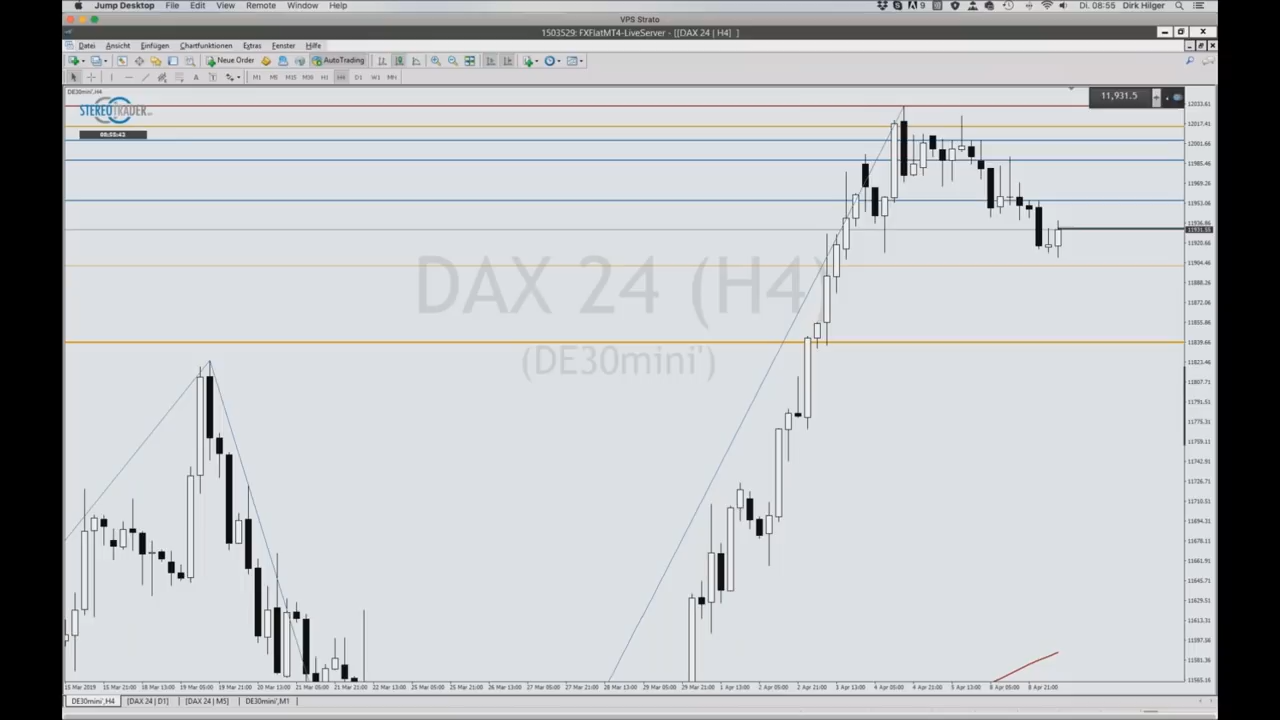 Jump Desktop File Edit View Remote Window Help 9 Di. 08:55 Dirk Hilger
VPS Strato
1503529: FXFlatMT4-LiveServer - [[DAX 24 | H4] ]
Datei Ansicht Einfügen Chartfunktionen Extras Fenster Hilfe
Neue Order AutoTrading
A T M1 M5 M15 M30 H1 H4 D1 W1 MN
DE30mini',H4
STEREOTRADER
11,931.5
12033.61
12017.41
12001.66
11985.46
11969.26
11953.06
11936.86
11931.55
11920.66
11904.46
11888.26
11872.06
11855.86
11839.66
11823.46
11807.71
11791.51
11775.31
11759.11
11742.91
11726.71
11710.51
11694.31
11678.11
11661.91
11645.71
11629.51
11613.31
11597.56
11581.36
11565.16
DAX 24 (H4)
(DE30mini')
15 Mar 2019 15 Mar 21:00 18 Mar 13:00 19 Mar 05:00 19 Mar 21:00 20 Mar 13:00 21 Mar 05:00 21 Mar 21:00 22 Mar 13:00 25 Mar 05:00 25 Mar 21:00 26 Mar 13:00 27 Mar 05:00 27 Mar 21:00 28 Mar 13:00 29 Mar 05:00 29 Mar 21:00 1 Apr 13:00 2 Apr 05:00 2 Apr 21:00 3 Apr 13:00 4 Apr 05:00 4 Apr 21:00 5 Apr 13:00 8 Apr 05:00 8 Apr 21:00
DE30mini',H4 [DAX 24 | D1] [DAX 24 | M5] DE30mini',M1